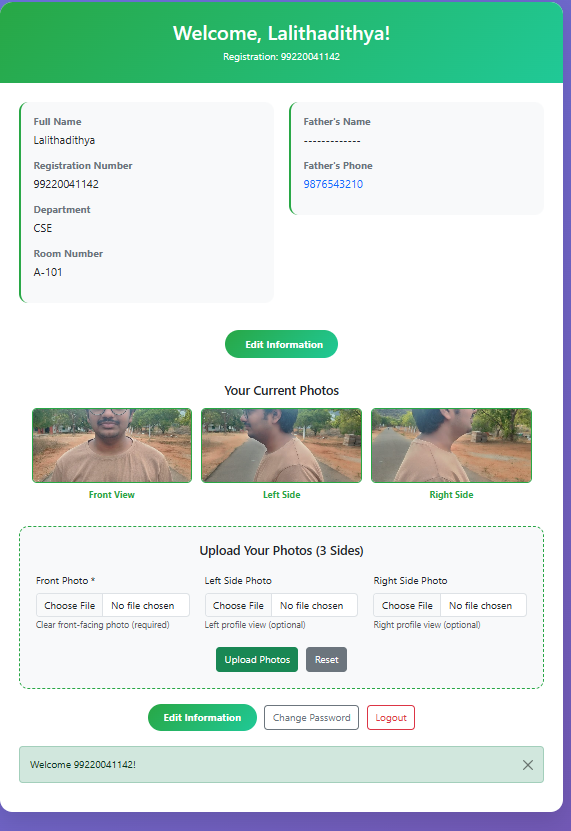 Welcome, Lalithadithya!
Registration: 99220041142
Full Name
Lalithadithya
Registration Number
99220041142
Department
CSE
Room Number
A-101
Father's Name
-------------
Father's Phone
9876543210
Edit Information
Your Current Photos
Front View
Left Side
Right Side
Upload Your Photos (3 Sides)
Front Photo *
Choose File No file chosen
Clear front-facing photo (required)
Left Side Photo
Choose File No file chosen
Left profile view (optional)
Right Side Photo
Choose File No file chosen
Right profile view (optional)
Upload Photos Reset
Edit Information Change Password Logout
Welcome 99220041142!